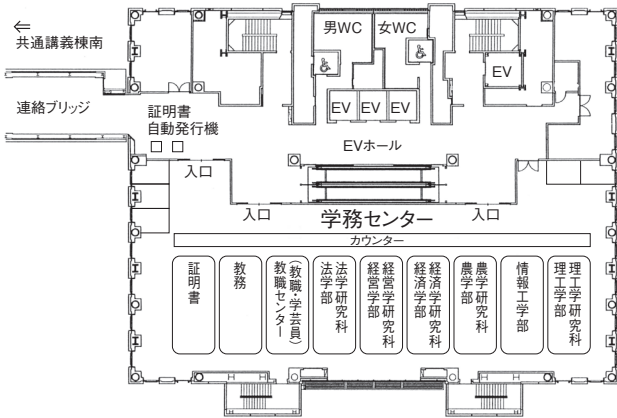 ⇐
共通講義棟南
連絡ブリッジ
証明書
自動発行機
男WC
女WC
EV
EV
EV
EV
EVホール
入口
入口
入口
学務センター
カウンター
証明書
教務
教職センター
(教職・学芸員)
法学部
法学研究科
経営学部
経営学研究科
経済学部
経済学研究科
農学部
農学研究科
情報工学部
理工学部
理工学研究科